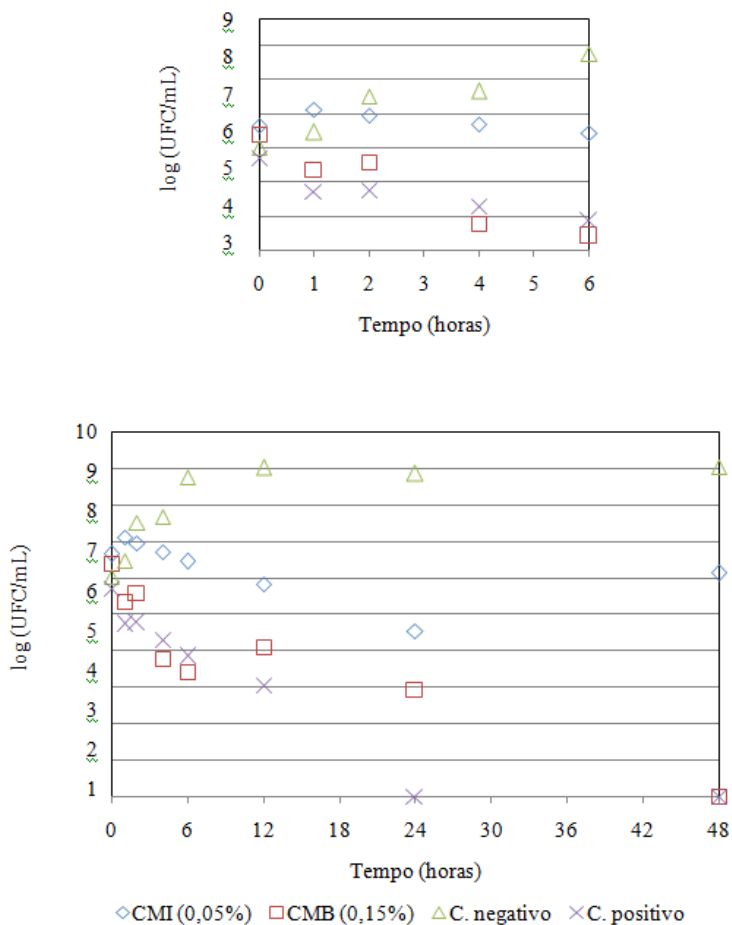 9
8
7
6
5
4
3
log (UFC/mL)
0 1 2 3 4 5 6
Tempo (horas)
10
9
8
7
6
5
4
3
2
1
log (UFC/mL)
0 6 12 18 24 30 36 42 48
Tempo (horas)
CMI (0,05%) CMB (0,15%) C. negativo C. positivo